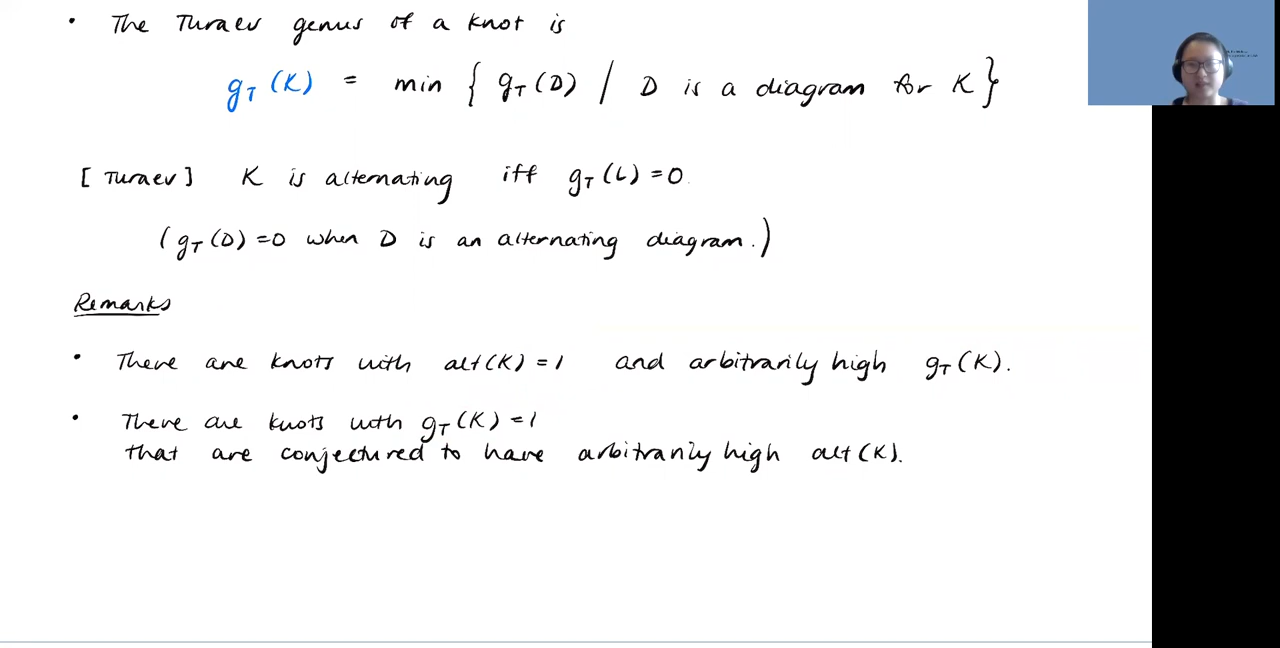 • The Turaev genus of a knot is
g_T (K) = min { g_T (D) / D is a diagram for K }
[ Turaev ] K is alternating iff g_T (L) = 0.
( g_T (D) = 0 when D is an alternating diagram. )
Remarks
• There are knots with alt(K) = 1 and arbitrarily high g_T (K).
• There are knots with g_T (K) = 1
that are conjectured to have arbitrarily high alt(K).